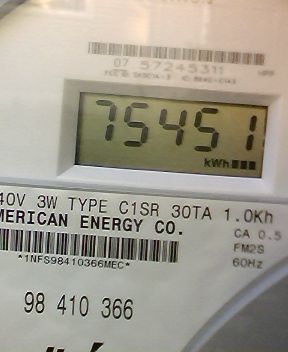 07 57245311
75451
kWh
40V 3W TYPE C1SR 30TA 1.0Kh
MERICAN ENERGY CO.
CA 0.5
FM2S
*1NFS98410366MEC*
60Hz
98 410 366